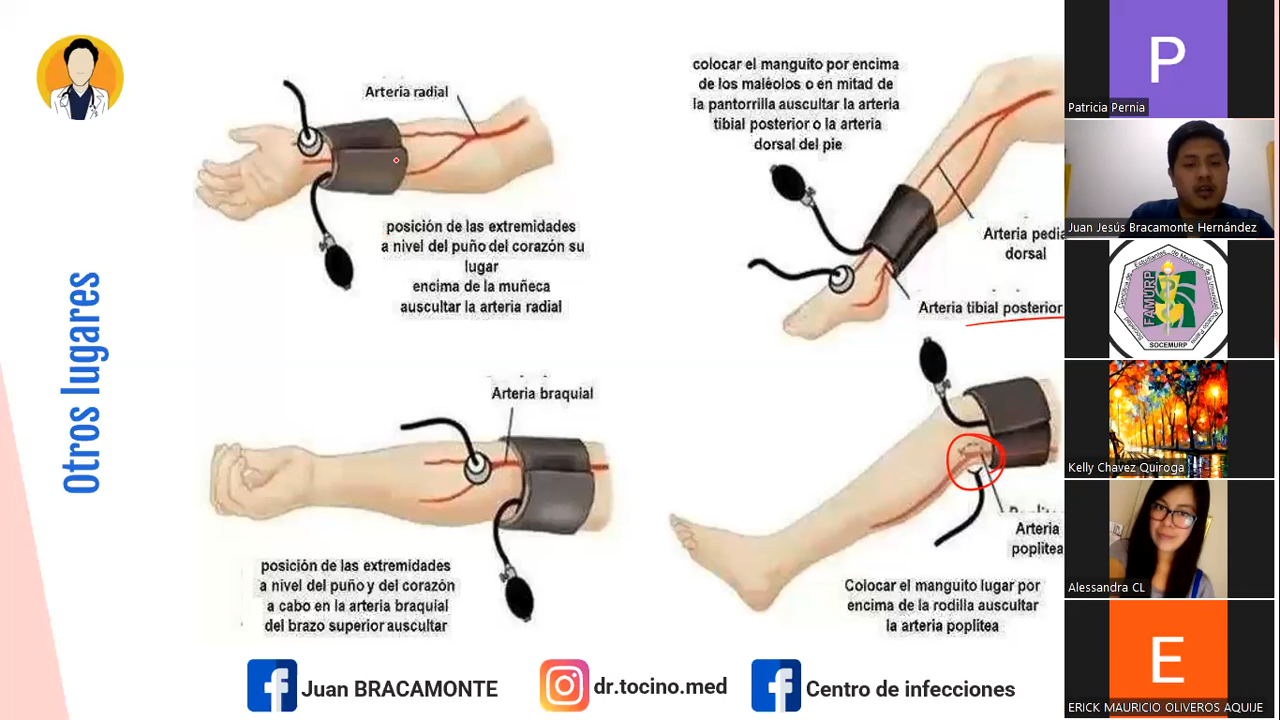 Otros lugares
Arteria radial
posición de las extremidades
a nivel del puño del corazón su
lugar
encima de la muñeca
auscultar la arteria radial
colocar el manguito por encima
de los maléolos o en mitad de
la pantorrilla auscultar la arteria
tibial posterior o la arteria
dorsal del pie
Arteria pedia
dorsal
Arteria tibial posterior
Arteria braquial
posición de las extremidades
a nivel del puño y del corazón
a cabo en la arteria braquial
del brazo superior auscultar
Arteria
poplítea
Colocar el manguito lugar por
encima de la rodilla auscultar
la arteria poplítea
Juan BRACAMONTE
dr.tocino.med
Centro de infecciones
P
Patricia Pernia
Juan Jesús Bracamonte Hernández
FAMURP
SOCEMURP
Kelly Chavez Quiroga
Alessandra CL
E
ERICK MAURICIO OLIVEROS AQUIJE